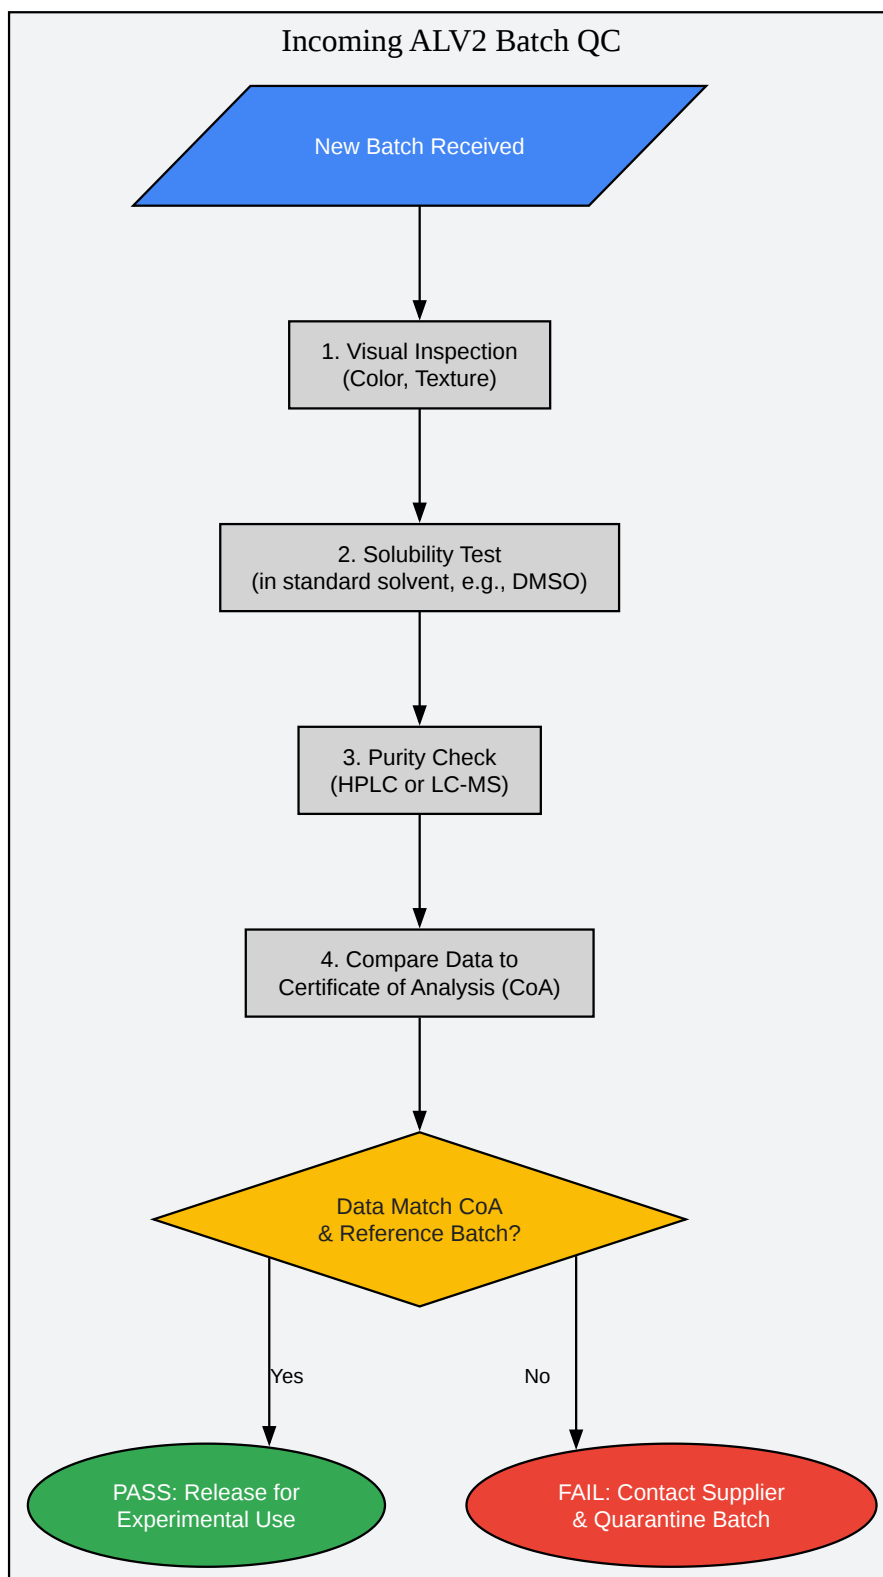 Incoming ALV2 Batch QC
New Batch Received
1. Visual Inspection
(Color, Texture)
2. Solubility Test
(in standard solvent, e.g., DMSO)
3. Purity Check
(HPLC or LC-MS)
4. Compare Data to
Certificate of Analysis (CoA)
Data Match CoA
& Reference Batch?
Yes
No
PASS: Release for
Experimental Use
FAIL: Contact Supplier
& Quarantine Batch